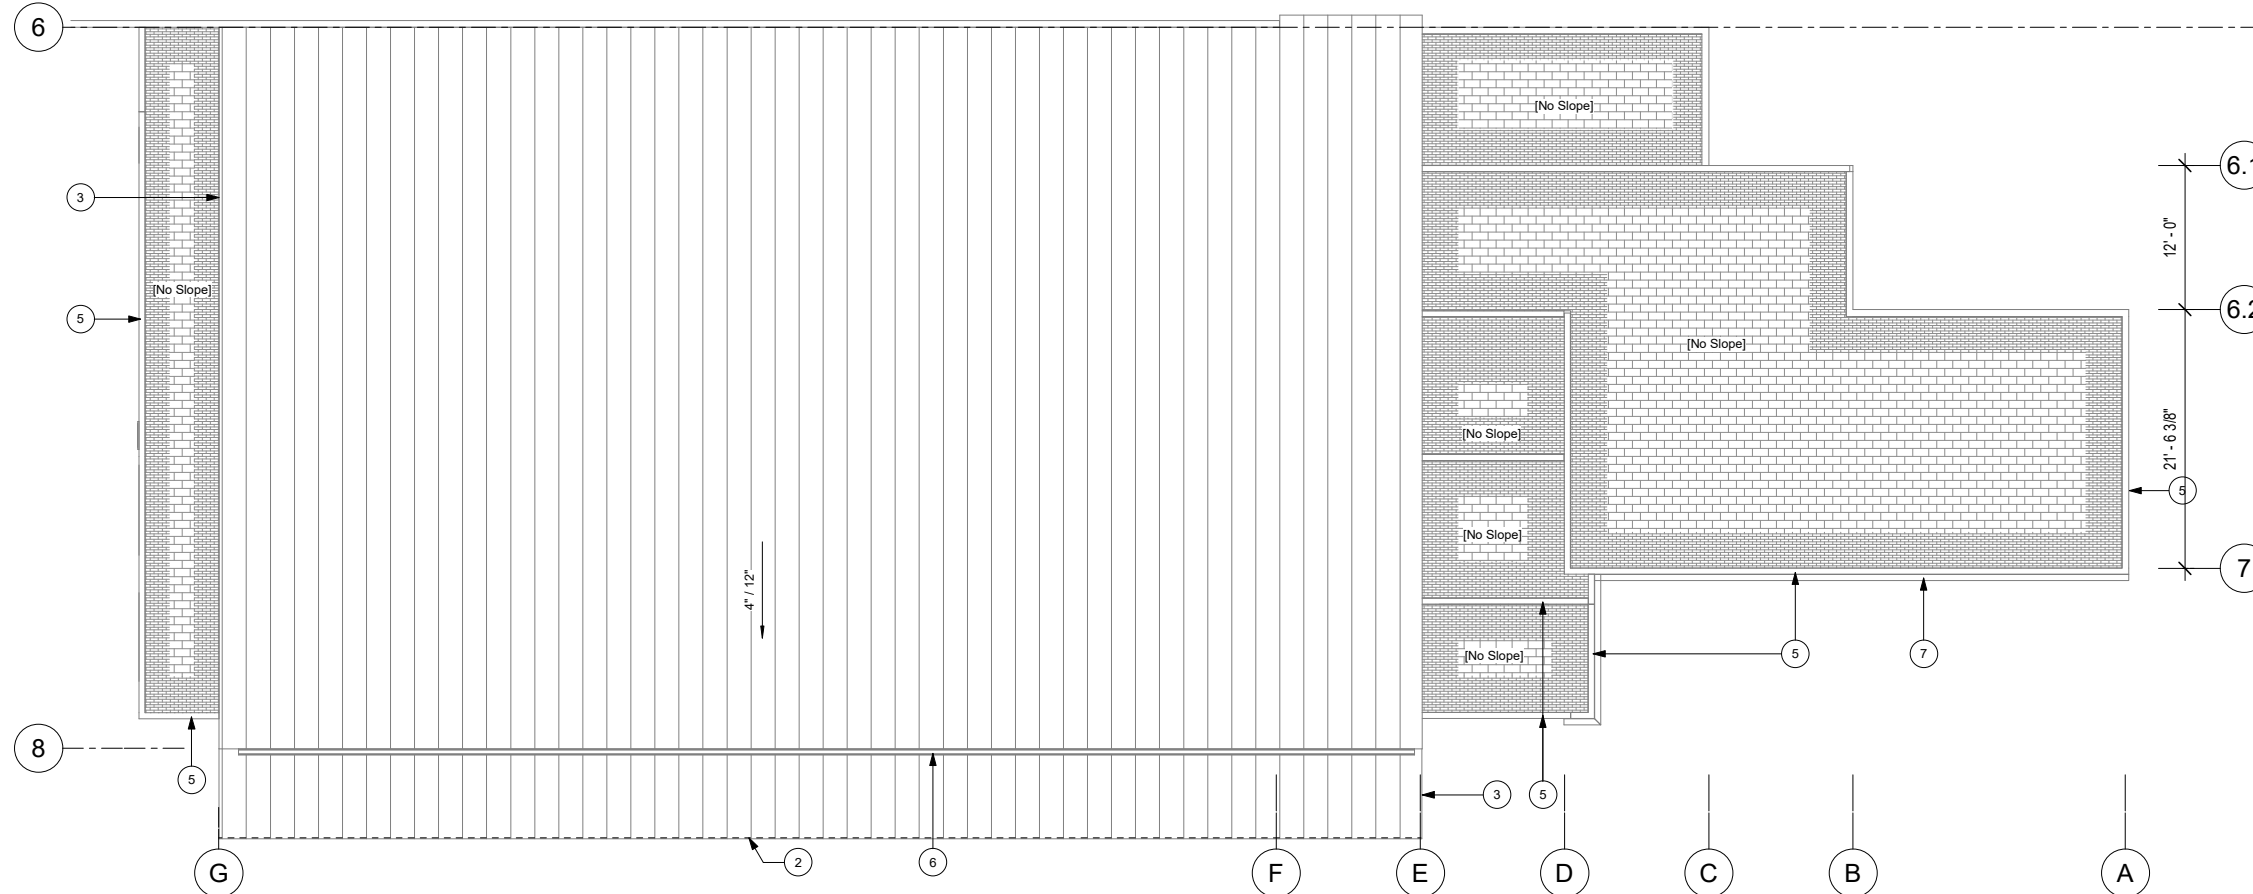 6
[No Slope]
6.1
3
12' - 0"
[No Slope]
6.2
5
[No Slope]
[No Slope]
21' - 6 3/8"
5
[No Slope]
4" / 12"
7
[No Slope]
5
7
8
5
3
5
2
6
G
F
E
D
C
B
A